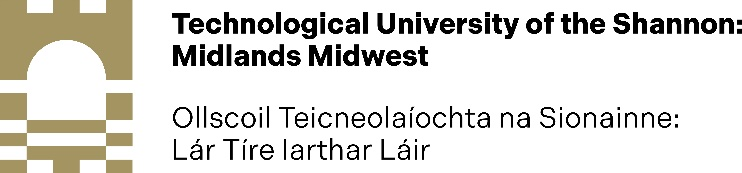 Technological University of the Shannon:
Midlands Midwest
Ollscoil Teicneolaíochta na Sionainne:
Lár Tíre Iarthar Láir